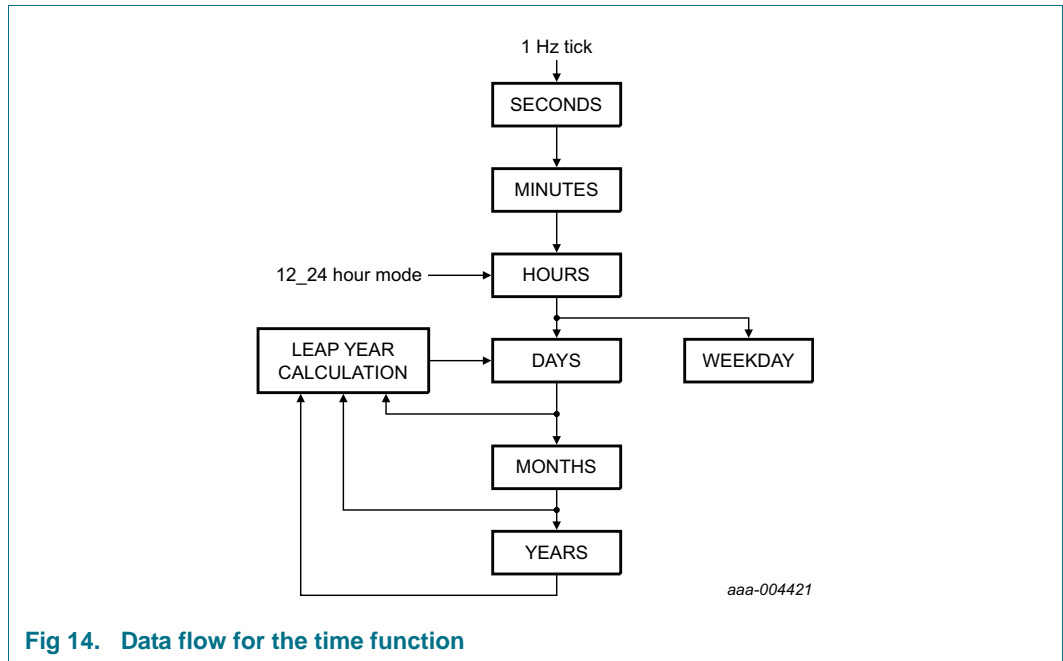 1 Hz tick
SECONDS
MINUTES
12_24 hour mode
HOURS
LEAP YEAR
CALCULATION
DAYS
WEEKDAY
MONTHS
YEARS
aaa-004421
Fig 14. Data flow for the time function